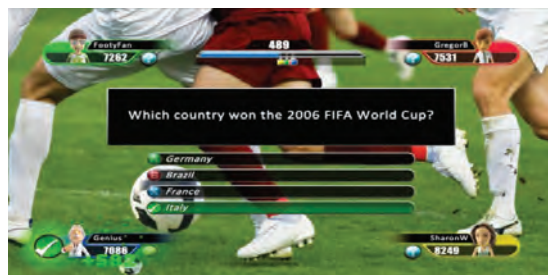 FootyFan
7262
489
GregorB
7531
Which country won the 2006 FIFA World Cup?
Germany
Brazil
France
Italy
Genius
7086
SharonW
8249